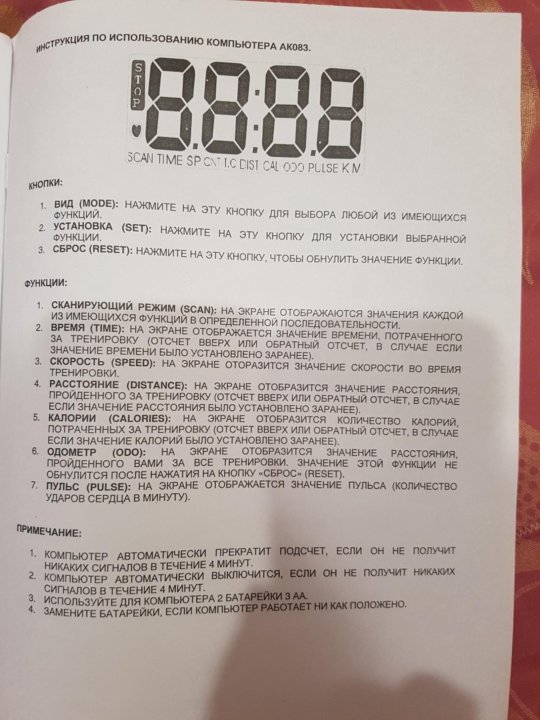 ИНСТРУКЦИЯ ПО ИСПОЛЬЗОВАНИЮ КОМПЬЮТЕРА АК083.
STOP
88:88
SCAN TIME SP CNT T.C DIST CAL ODO PULSE K M
КНОПКИ:
1. ВИД (MODE): НАЖМИТЕ НА ЭТУ КНОПКУ ДЛЯ ВЫБОРА ЛЮБОЙ ИЗ ИМЕЮЩИХСЯ
ФУНКЦИЙ.
2. УСТАНОВКА (SET): НАЖМИТЕ НА ЭТУ КНОПКУ ДЛЯ УСТАНОВКИ ВЫБРАННОЙ
ФУНКЦИИ.
3. СБРОС (RESET): НАЖМИТЕ НА ЭТУ КНОПКУ, ЧТОБЫ ОБНУЛИТЬ ЗНАЧЕНИЕ ФУНКЦИИ.
ФУНКЦИИ:
1. СКАНИРУЮЩИЙ РЕЖИМ (SCAN): НА ЭКРАНЕ ОТОБРАЖАЮТСЯ ЗНАЧЕНИЯ КАЖДОЙ
ИЗ ИМЕЮЩИХСЯ ФУНКЦИЙ В ОПРЕДЕЛЕННОЙ ПОСЛЕДОВАТЕЛЬНОСТИ.
2. ВРЕМЯ (TIME): НА ЭКРАНЕ ОТОБРАЖАЕТСЯ ЗНАЧЕНИЕ ВРЕМЕНИ, ПОТРАЧЕННОГО
ЗА ТРЕНИРОВКУ (ОТСЧЕТ ВВЕРХ ИЛИ ОБРАТНЫЙ ОТСЧЕТ, В СЛУЧАЕ ЕСЛИ
ЗНАЧЕНИЕ ВРЕМЕНИ БЫЛО УСТАНОВЛЕНО ЗАРАНЕЕ).
3. СКОРОСТЬ (SPEED): НА ЭКРАНЕ ОТОРАЗИТСЯ ЗНАЧЕНИЕ СКОРОСТИ ВО ВРЕМЯ
ТРЕНИРОВКИ.
4. РАССТОЯНИЕ (DISTANCE): НА ЭКРАНЕ ОТОБРАЗИТСЯ ЗНАЧЕНИЕ РАССТОЯНИЯ,
ПРОЙДЕННОГО ЗА ТРЕНИРОВКУ (ОТСЧЕТ ВВЕРХ ИЛИ ОБРАТНЫЙ ОТСЧЕТ, В СЛУЧАЕ
ЕСЛИ ЗНАЧЕНИЕ РАССТОЯНИЯ БЫЛО УСТАНОВЛЕНО ЗАРАНЕЕ).
5. КАЛОРИИ (CALORIES): НА ЭКРАНЕ ОТОБРАЗИТСЯ КОЛИЧЕСТВО КАЛОРИЙ,
ПОТРАЧЕННЫХ ЗА ТРЕНИРОВКУ (ОТСЧЕТ ВВЕРХ ИЛИ ОБРАТНЫЙ ОТСЧЕТ, В СЛУЧАЕ
ЕСЛИ ЗНАЧЕНИЕ КАЛОРИЙ БЫЛО УСТАНОВЛЕНО ЗАРАНЕЕ).
6. ОДОМЕТР (ODO): НА ЭКРАНЕ ОТОБРАЗИТСЯ ЗНАЧЕНИЕ РАССТОЯНИЯ,
ПРОЙДЕННОГО ВАМИ ЗА ВСЕ ТРЕНИРОВКИ. ЗНАЧЕНИЕ ЭТОЙ ФУНКЦИИ НЕ
ОБНУЛИТСЯ ПОСЛЕ НАЖАТИЯ НА КНОПКУ «СБРОС» (RESET).
7. ПУЛЬС (PULSE): НА ЭКРАНЕ ОТОБРАЖАЕТСЯ ЗНАЧЕНИЕ ПУЛЬСА (КОЛИЧЕСТВО
УДАРОВ СЕРДЦА В МИНУТУ).
ПРИМЕЧАНИЕ:
1. КОМПЬЮТЕР АВТОМАТИЧЕСКИ ПРЕКРАТИТ ПОДСЧЕТ, ЕСЛИ ОН НЕ ПОЛУЧИТ
НИКАКИХ СИГНАЛОВ В ТЕЧЕНИЕ 4 МИНУТ.
2. КОМПЬЮТЕР АВТОМАТИЧЕСКИ ВЫКЛЮЧИТСЯ, ЕСЛИ ОН НЕ ПОЛУЧИТ НИКАКИХ
СИГНАЛОВ В ТЕЧЕНИЕ 4 МИНУТ.
3. ИСПОЛЬЗУЙТЕ ДЛЯ КОМПЬЮТЕРА 2 БАТАРЕЙКИ 3 АА.
4. ЗАМЕНИТЕ БАТАРЕЙКИ, ЕСЛИ КОМПЬЮТЕР РАБОТАЕТ НИ КАК ПОЛОЖЕНО.